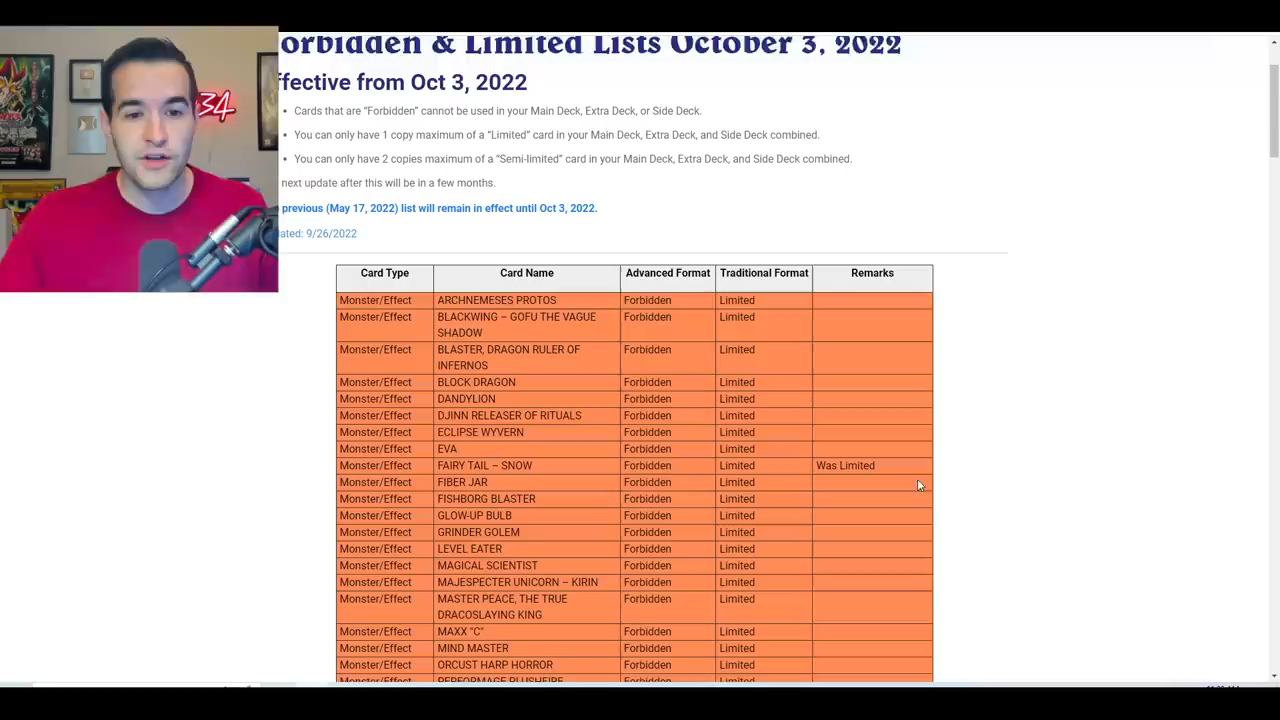 orbidden & Limited Lists October 3, 2022
ffective from Oct 3, 2022
• Cards that are “Forbidden” cannot be used in your Main Deck, Extra Deck, or Side Deck.
• You can only have 1 copy maximum of a “Limited” card in your Main Deck, Extra Deck, and Side Deck combined.
34
• You can only have 2 copies maximum of a “Semi-limited” card in your Main Deck, Extra Deck, and Side Deck combined.
next update after this will be in a few months.
previous (May 17, 2022) list will remain in effect until Oct 3, 2022.
ated: 9/26/2022
Card Type Card Name Advanced Format Traditional Format Remarks
Monster/Effect ARCHNEMESES PROTOS Forbidden Limited
Monster/Effect BLACKWING – GOFU THE VAGUE Forbidden Limited
SHADOW
Monster/Effect BLASTER, DRAGON RULER OF Forbidden Limited
INFERNOS
Monster/Effect BLOCK DRAGON Forbidden Limited
Monster/Effect DANDYLION Forbidden Limited
Monster/Effect DJINN RELEASER OF RITUALS Forbidden Limited
Monster/Effect ECLIPSE WYVERN Forbidden Limited
Monster/Effect EVA Forbidden Limited
Monster/Effect FAIRY TAIL – SNOW Forbidden Limited Was Limited
Monster/Effect FIBER JAR Forbidden Limited
Monster/Effect FISHBORG BLASTER Forbidden Limited
Monster/Effect GLOW-UP BULB Forbidden Limited
Monster/Effect GRINDER GOLEM Forbidden Limited
Monster/Effect LEVEL EATER Forbidden Limited
Monster/Effect MAGICAL SCIENTIST Forbidden Limited
Monster/Effect MAJESPECTER UNICORN – KIRIN Forbidden Limited
Monster/Effect MASTER PEACE, THE TRUE Forbidden Limited
DRACOSLAYING KING
Monster/Effect MAXX "C" Forbidden Limited
Monster/Effect MIND MASTER Forbidden Limited
Monster/Effect ORCUST HARP HORROR Forbidden Limited
Monster/Effect PERFORMAGE PLUSHFIRE Forbidden Limited